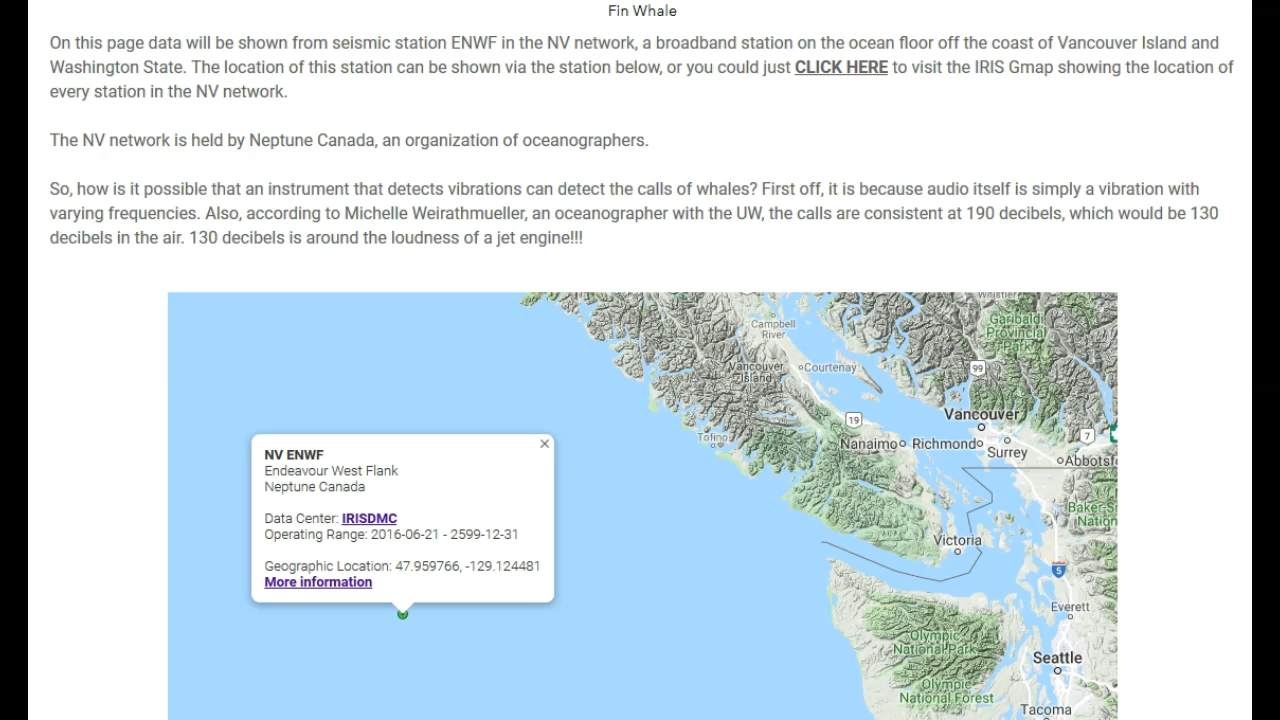 Fin Whale
On this page data will be shown from seismic station ENWF in the NV network, a broadband station on the ocean floor off the coast of Vancouver Island and
Washington State. The location of this station can be shown via the station below, or you could just CLICK HERE to visit the IRIS Gmap showing the location of
every station in the NV network.
The NV network is held by Neptune Canada, an organization of oceanographers.
So, how is it possible that an instrument that detects vibrations can detect the calls of whales? First off, it is because audio itself is simply a vibration with
varying frequencies. Also, according to Michelle Weirathmueller, an oceanographer with the UW, the calls are consistent at 190 decibels, which would be 130
decibels in the air. 130 decibels is around the loudness of a jet engine!!!
Whistler
Garibaldi
Provincial
Park
Campbell
River
Vancouver
Island
Courtenay
99
19
Vancouver
7
Tofino
Nanaimo
Richmond
Surrey
Abbotsf
NV ENWF
Endeavour West Flank
Neptune Canada
Data Center: IRISDMC
Operating Range: 2016-06-21 - 2599-12-31
Geographic Location: 47.959766, -129.124481
More information
Baker-S
Nation
Victoria
5
Everett
Olympic
National Park
Seattle
Olympic
National Forest
Tacoma